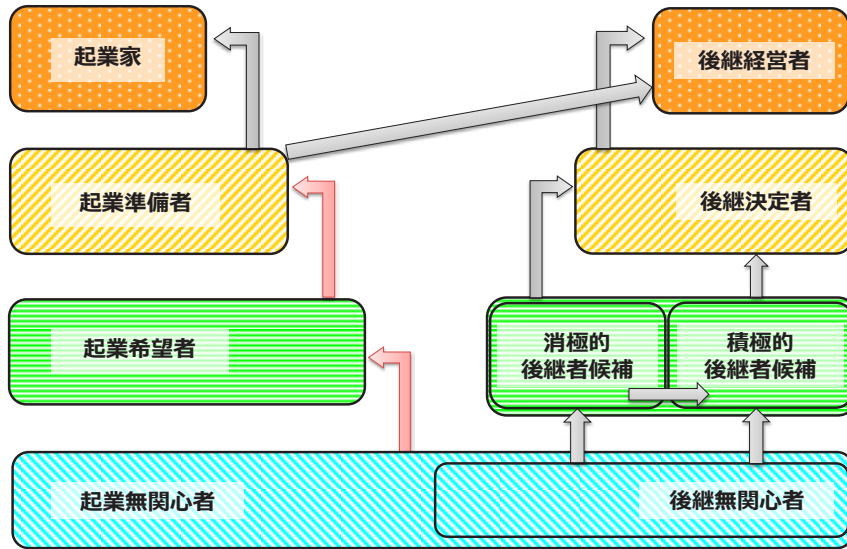 起業家
後継経営者
起業準備者
後継決定者
起業希望者
消極的
後継者候補
積極的
後継者候補
起業無関心者
後継無関心者